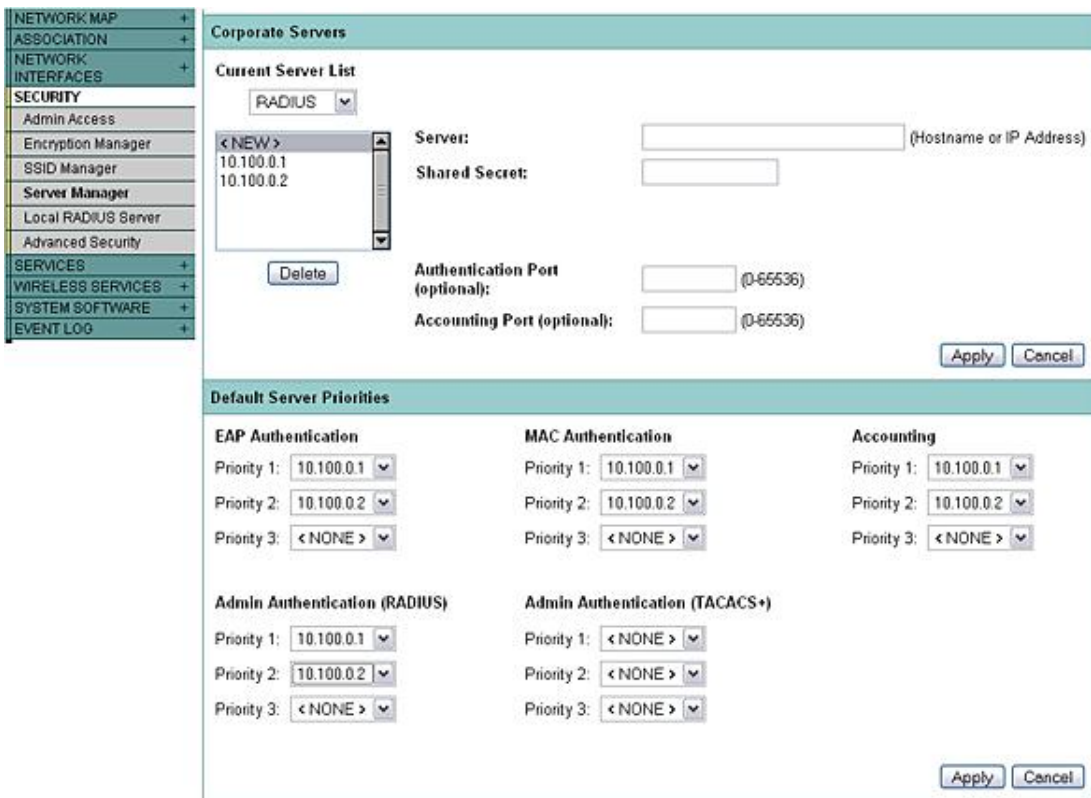 NETWORK MAP +
ASSOCIATION +
NETWORK
INTERFACES +
SECURITY
Admin Access
Encryption Manager
SSID Manager
Server Manager
Local RADIUS Server
Advanced Security
SERVICES +
WIRELESS SERVICES +
SYSTEM SOFTWARE +
EVENT LOG +
Corporate Servers
Current Server List
RADIUS
< NEW >
10.100.0.1
10.100.0.2
Delete
Server: (Hostname or IP Address)
Shared Secret:
Authentication Port
(optional): (0-65536)
Accounting Port (optional): (0-65536)
Apply Cancel
Default Server Priorities
EAP Authentication MAC Authentication Accounting
Priority 1: 10.100.0.1 Priority 1: 10.100.0.1 Priority 1: 10.100.0.1
Priority 2: 10.100.0.2 Priority 2: 10.100.0.2 Priority 2: 10.100.0.2
Priority 3: < NONE > Priority 3: < NONE > Priority 3: < NONE >
Admin Authentication (RADIUS) Admin Authentication (TACACS+)
Priority 1: 10.100.0.1 Priority 1: < NONE >
Priority 2: 10.100.0.2 Priority 2: < NONE >
Priority 3: < NONE > Priority 3: < NONE >
Apply Cancel